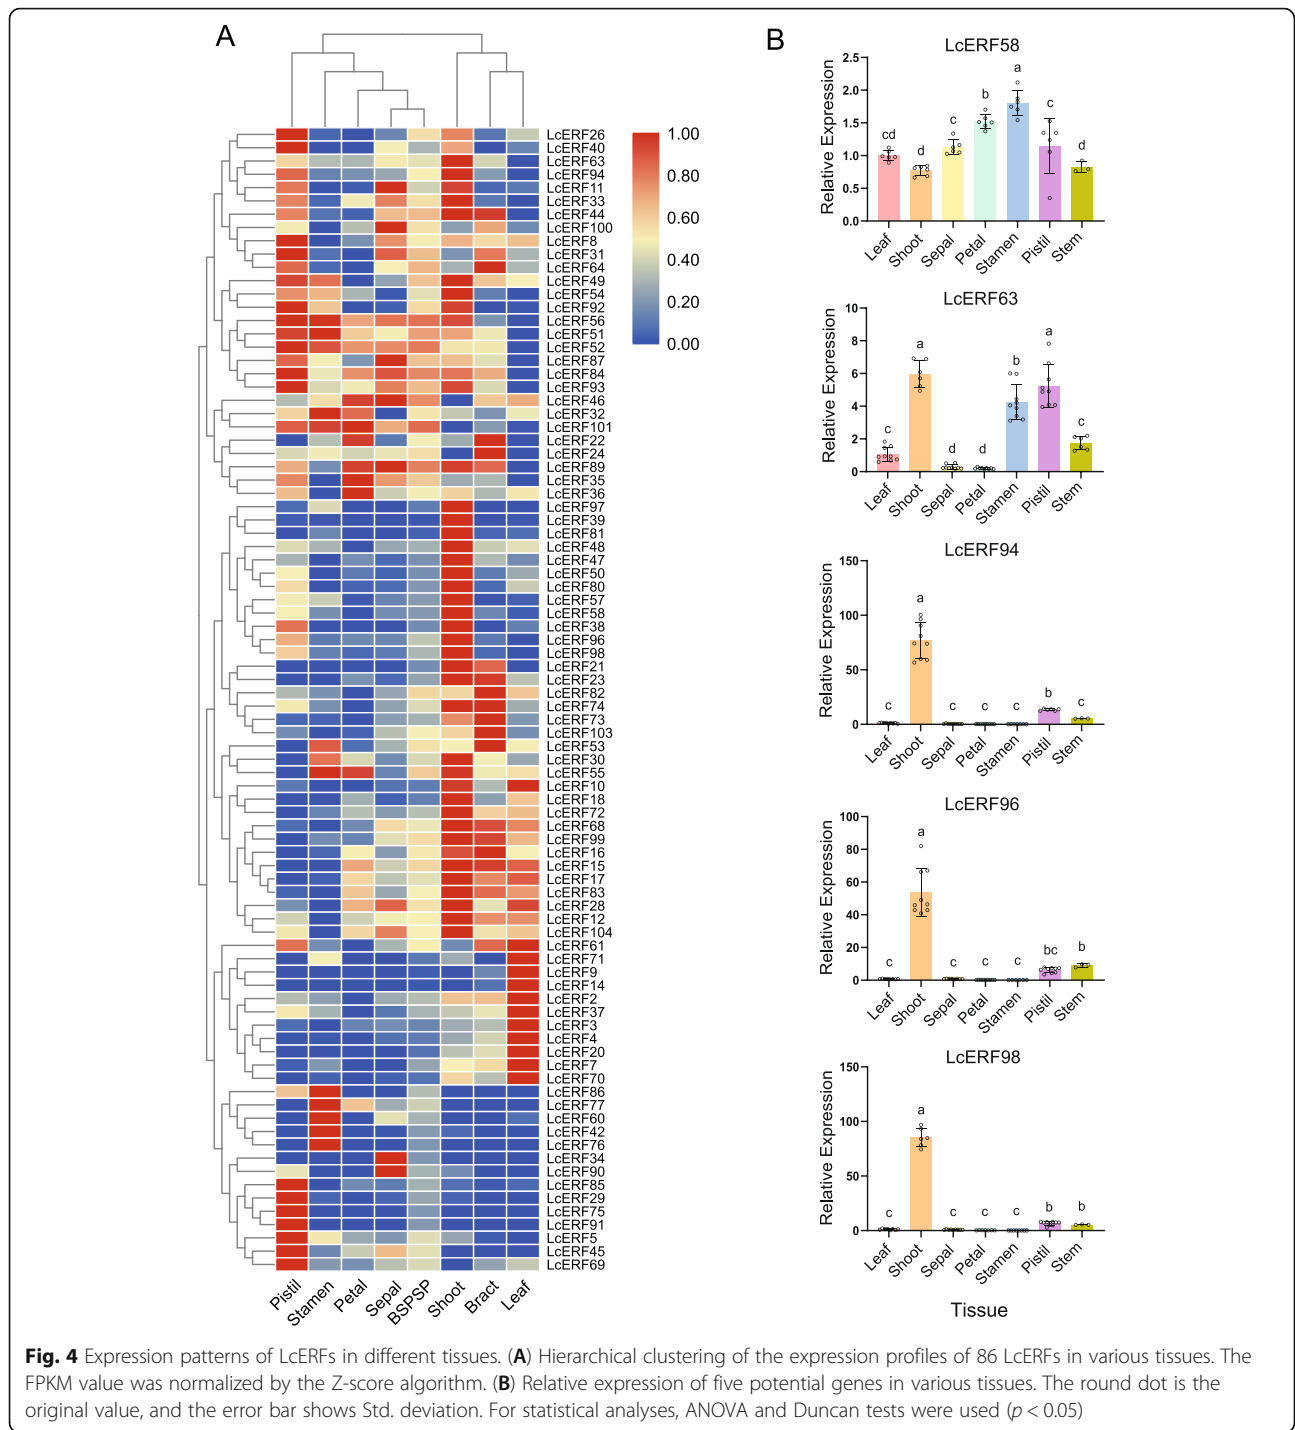 A
LcERF26
LcERF40
LcERF63
LcERF94
LcERF11
LcERF33
LcERF44
LcERF100
LcERF8
LcERF31
LcERF64
LcERF49
LcERF54
LcERF92
LcERF56
LcERF51
LcERF52
LcERF87
LcERF84
LcERF93
LcERF46
LcERF32
LcERF101
LcERF22
LcERF24
LcERF89
LcERF35
LcERF36
LcERF97
LcERF39
LcERF81
LcERF48
LcERF47
LcERF50
LcERF80
LcERF57
LcERF58
LcERF38
LcERF96
LcERF98
LcERF21
LcERF23
LcERF82
LcERF74
LcERF73
LcERF103
LcERF53
LcERF30
LcERF55
LcERF10
LcERF18
LcERF72
LcERF68
LcERF99
LcERF16
LcERF15
LcERF17
LcERF83
LcERF28
LcERF12
LcERF104
LcERF61
LcERF71
LcERF9
LcERF14
LcERF2
LcERF37
LcERF3
LcERF4
LcERF20
LcERF7
LcERF70
LcERF86
LcERF77
LcERF60
LcERF42
LcERF76
LcERF34
LcERF90
LcERF85
LcERF29
LcERF75
LcERF91
LcERF5
LcERF45
LcERF69
Pistil Stamen Petal Sepal BSPSP Shoot Bract Leaf
1.00
0.80
0.60
0.40
0.20
0.00
B
LcERF58
Relative Expression
2.5
2.0
1.5
1.0
0.5
0.0
cd d c b a c d
Leaf Shoot Sepal Petal Stamen Pistil Stem
LcERF63
Relative Expression
10
8
6
4
2
0
c a d d b a c
Leaf Shoot Sepal Petal Stamen Pistil Stem
LcERF94
Relative Expression
150
100
50
0
c a c c c b c
Leaf Shoot Sepal Petal Stamen Pistil Stem
LcERF96
Relative Expression
100
80
60
40
20
0
c a c c c bc b
Leaf Shoot Sepal Petal Stamen Pistil Stem
LcERF98
Relative Expression
150
100
50
0
c a c c c b b
Leaf Shoot Sepal Petal Stamen Pistil Stem
Tissue
Fig. 4 Expression patterns of LcERFs in different tissues. (A) Hierarchical clustering of the expression profiles of 86 LcERFs in various tissues. The
FPKM value was normalized by the Z-score algorithm. (B) Relative expression of five potential genes in various tissues. The round dot is the
original value, and the error bar shows Std. deviation. For statistical analyses, ANOVA and Duncan tests were used (p < 0.05)